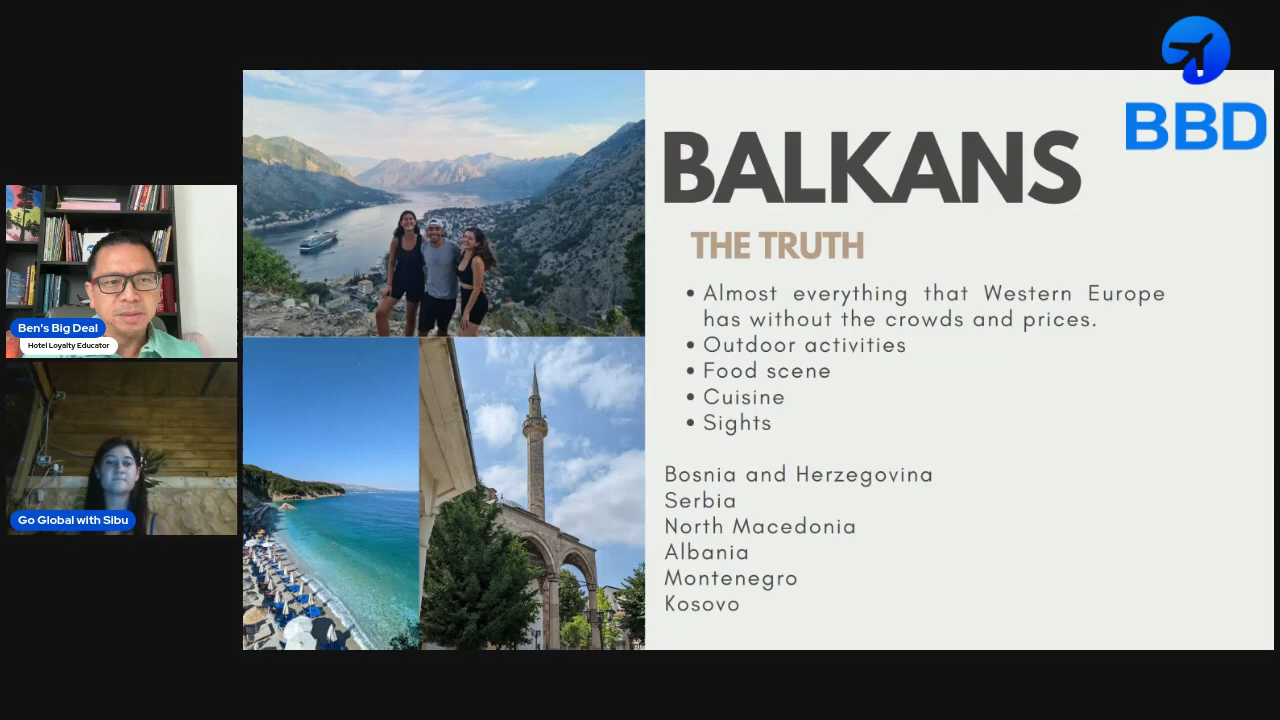 BBD
BALKANS
THE TRUTH
• Almost everything that Western Europe
has without the crowds and prices.
• Outdoor activities
• Food scene
• Cuisine
• Sights
Bosnia and Herzegovina
Serbia
North Macedonia
Albania
Montenegro
Kosovo
Ben's Big Deal
Hotel Loyalty Educator
Go Global with Sibu